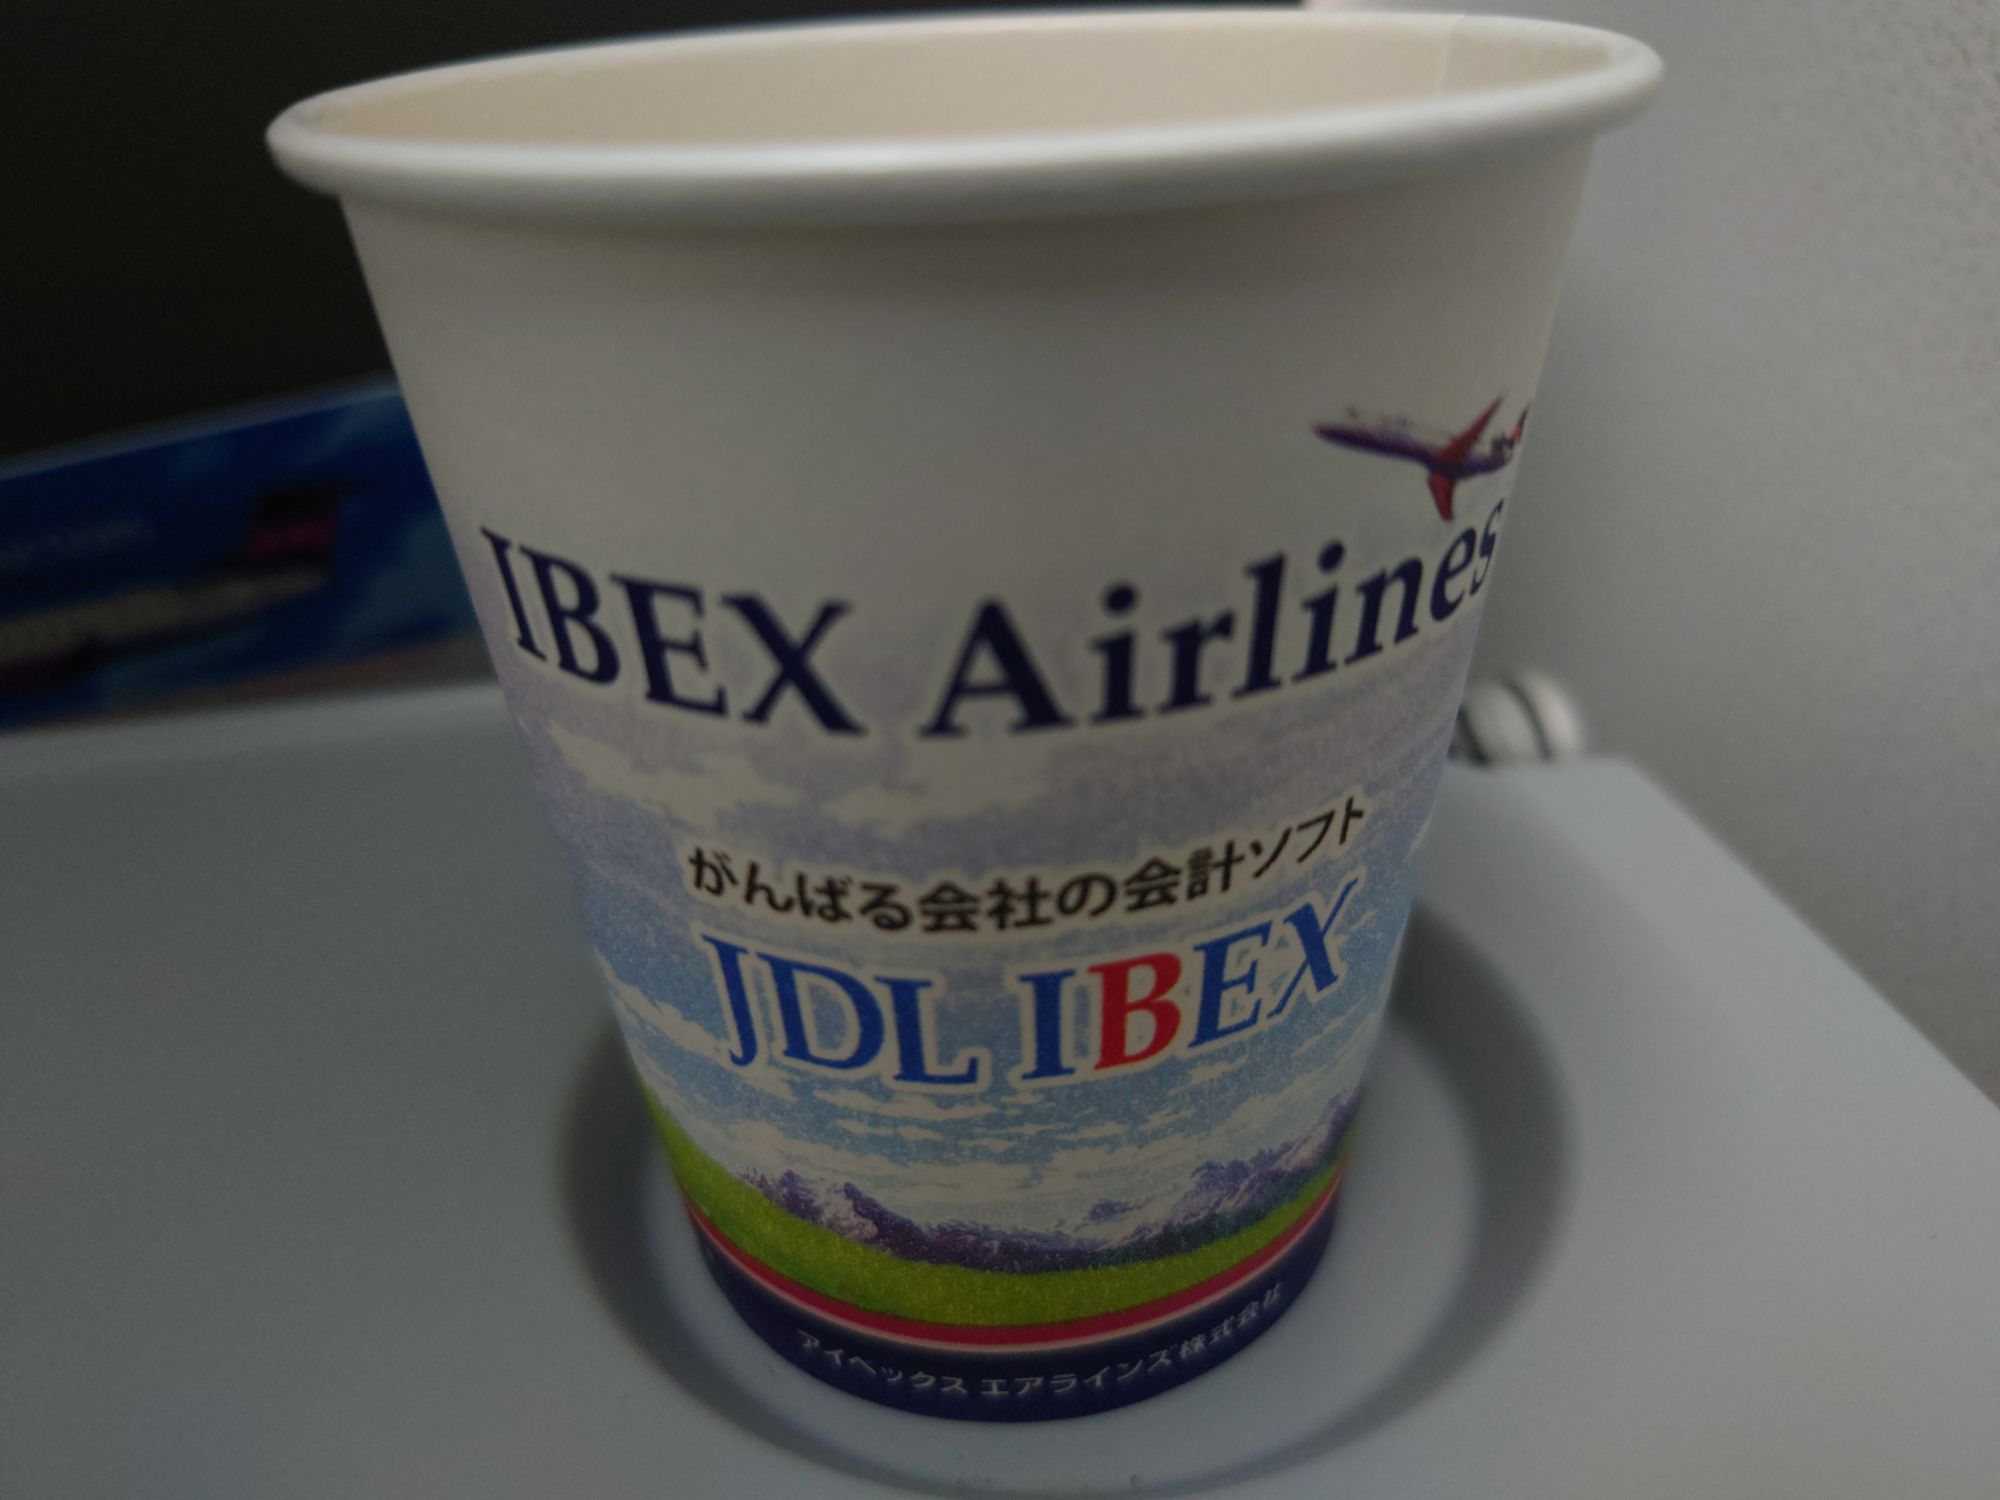 IBEX Airlines
がんばる会社の会計ソフト
JDL IBEX
アイベックス エアラインズ株式会社